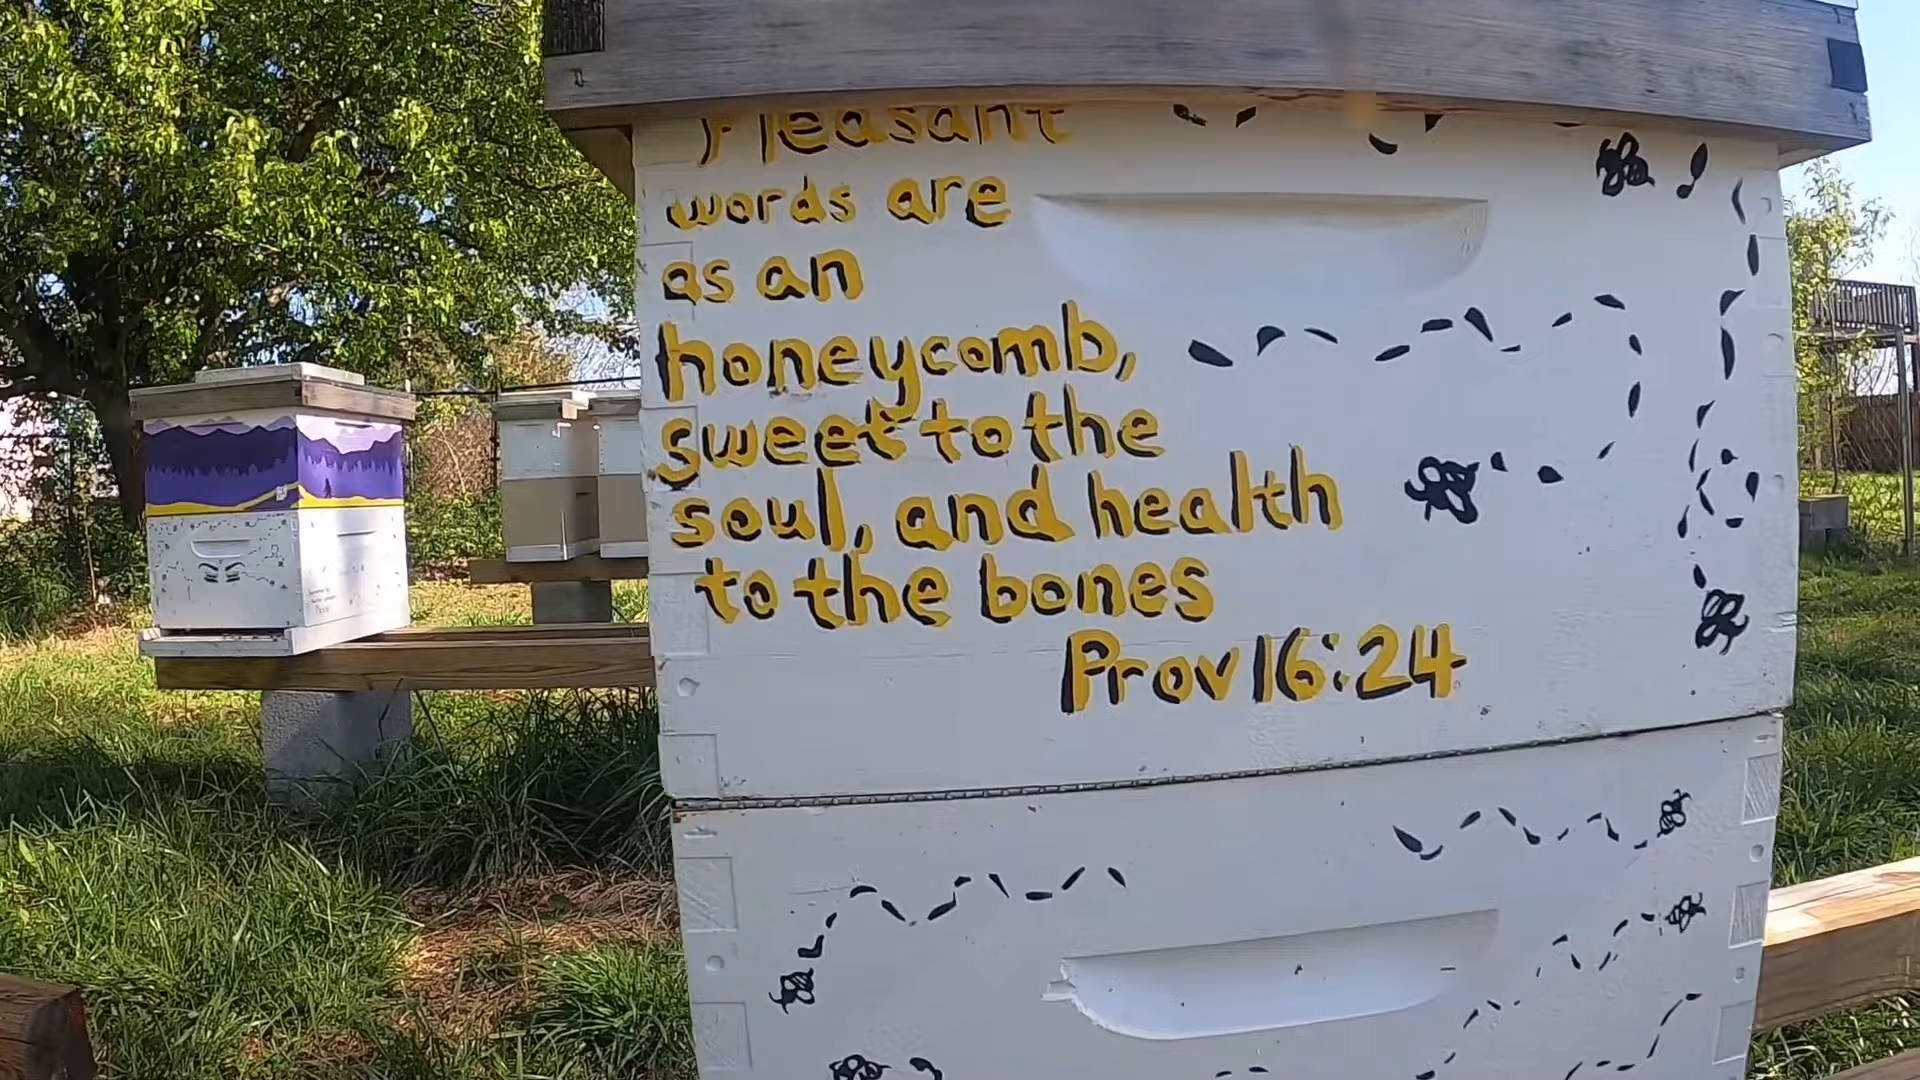 Pleasant
words are
as an
honeycomb,
sweet to the
soul, and health
to the bones
Prov 16:24